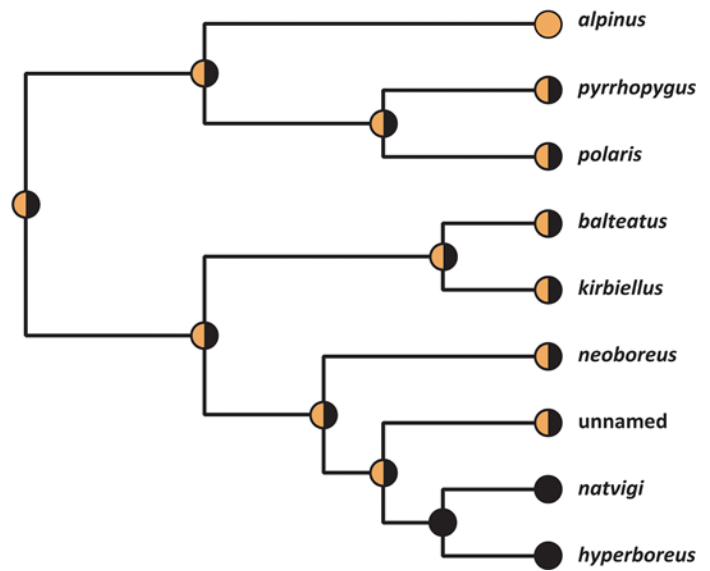 alpinus
pyrrhopygus
polaris
balteatus
kirbiellus
neoboreus
unnamed
natvigi
hyperboreus